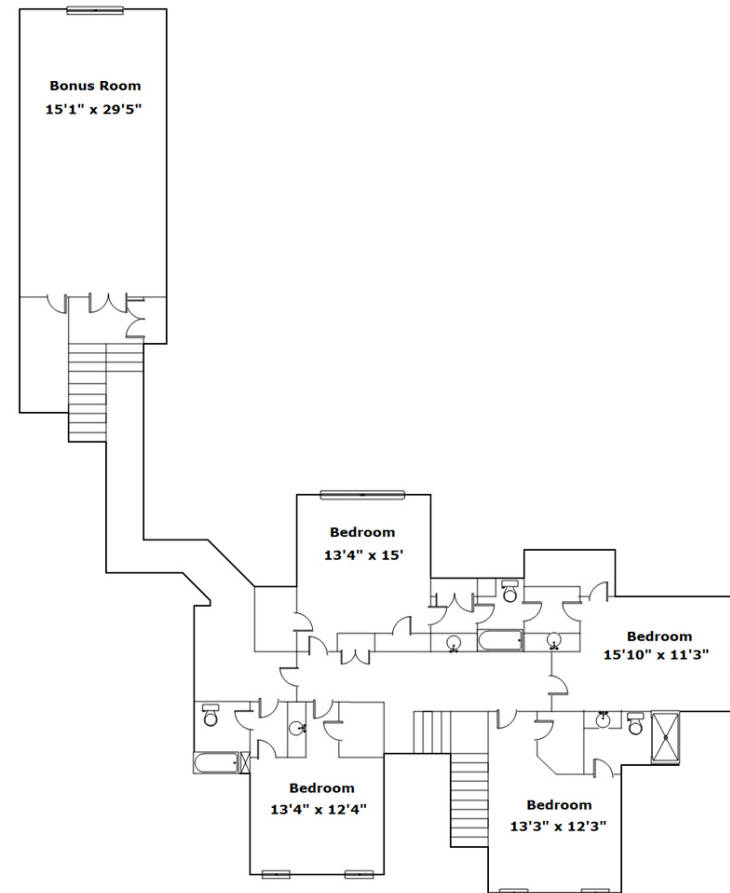 Bonus Room
15'1" x 29'5"
Bedroom
13'4" x 15'
Bedroom
15'10" x 11'3"
Bedroom
13'4" x 12'4"
Bedroom
13'3" x 12'3"